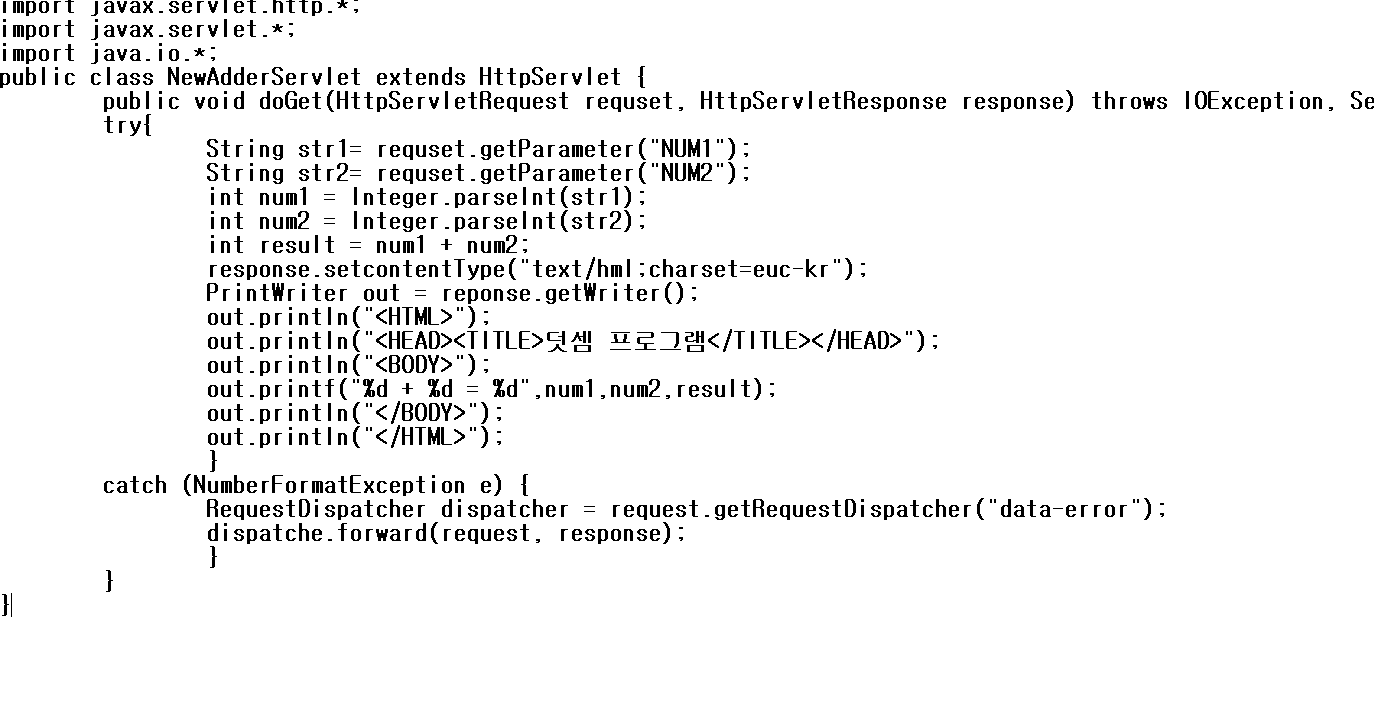 import javax.servlet.http.*;
import javax.servlet.*;
import java.io.*;
public class NewAdderServlet extends HttpServlet {
public void doGet(HttpServletRequest requset, HttpServletResponse response) throws IOException, Se
try{
String str1= requset.getParameter("NUM1");
String str2= requset.getParameter("NUM2");
int num1 = Integer.parseInt(str1);
int num2 = Integer.parseInt(str2);
int result = num1 + num2;
response.setcontentType("text/hml;charset=euc-kr");
PrintWriter out = reponse.getWriter();
out.println("<HTML>");
out.println("<HEAD><TITLE>덧셈 프로그램</TITLE></HEAD>");
out.println("<BODY>");
out.printf("%d + %d = %d",num1,num2,result);
out.println("</BODY>");
out.println("</HTML>");
}
catch (NumberFormatException e) {
RequestDispatcher dispatcher = request.getRequestDispatcher("data-error");
dispatche.forward(request, response);
}
}
}